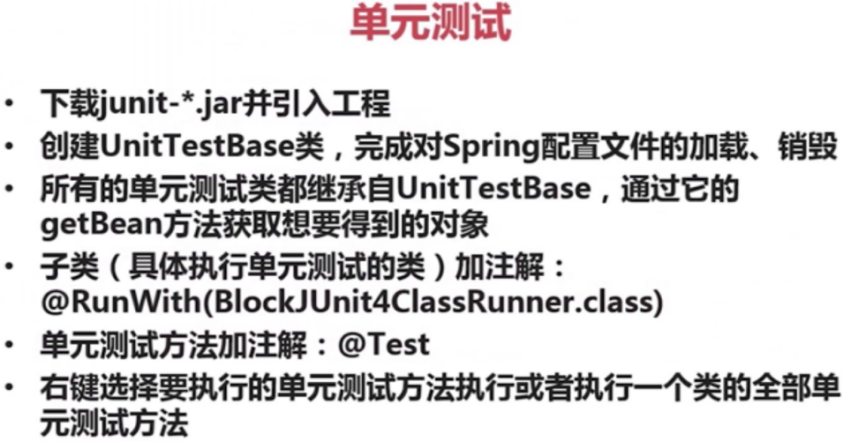 单元测试
• 下载junit-*.jar并引入工程
• 创建UnitTestBase类，完成对Spring配置文件的加载、销毁
• 所有的单元测试类都继承自UnitTestBase，通过它的
getBean方法获取想要得到的对象
• 子类（具体执行单元测试的类）加注解：
@RunWith(BlockJUnit4ClassRunner.class)
• 单元测试方法加注解：@Test
• 右键选择要执行的单元测试方法执行或者执行一个类的全部单
元测试方法